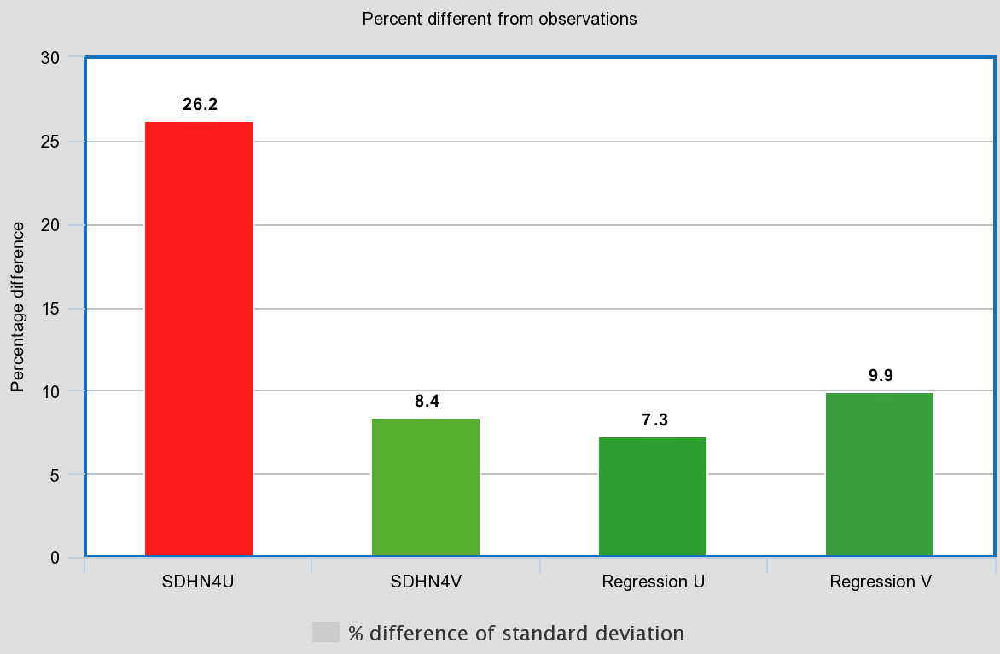 Percent different from observations
30
25
20
15
10
5
0
Percentage difference
26.2
8.4
7.3
9.9
SDHN4U
SDHN4V
Regression U
Regression V
% difference of standard deviation